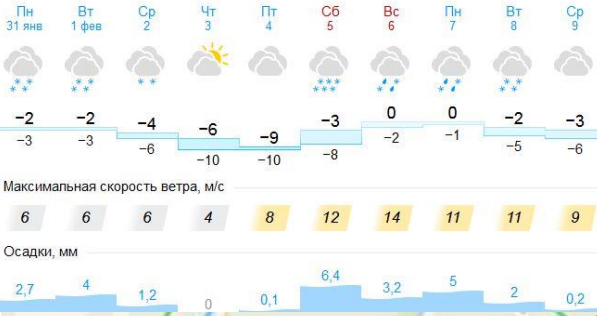 Пн Вт Ср Чт Пт Сб Вс Пн Вт Ср
31 янв 1 фев 2 3 4 5 6 7 8 9
−2 −2 −4 −6 −9 −3 0 0 −2 −3
−3 −3 −6 −10 −10 −8 −2 −1 −5 −6
Максимальная скорость ветра, м/с
6 6 6 4 8 12 14 11 11 9
Осадки, мм
2,7 4 1,2 0 0,1 6,4 3,2 5 2 0,2